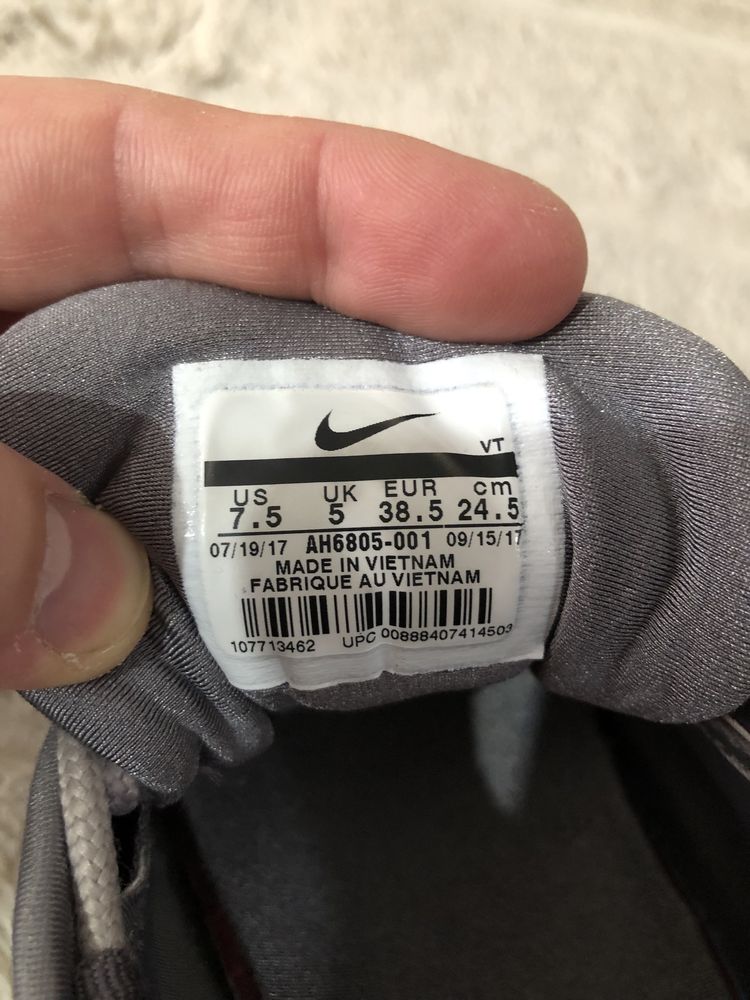 VT
US UK EUR cm
7.5 5 38.5 24.5
07/19/17 AH6805-001 09/15/17
MADE IN VIETNAM
FABRIQUE AU VIETNAM
107713462 UPC 00888407414503